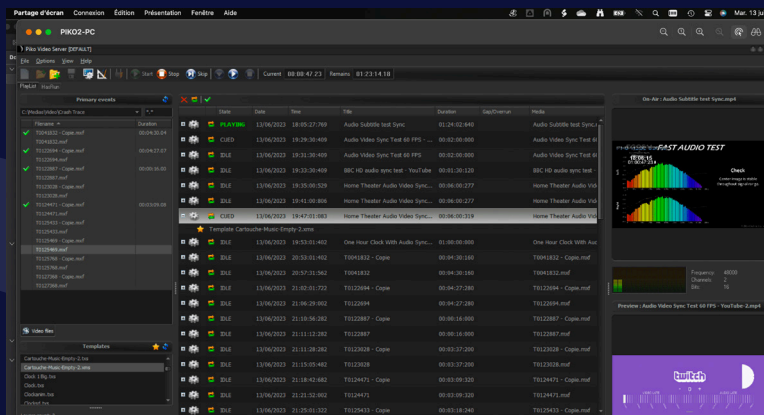 Partage d'écran Connexion Édition Présentation Fenêtre Aide
Mar. 13 ju
PIKO2-PC
Piko Video Server [DEFAULT]
File Options View Help
Start Stop Skip Current 00:00:47.23 Remains 01:23:14.18
PlayList
Primary events
C:\Medias\Video\Crash Trace *.*
Filename Duration
T0041832 - Copie.mxf 00:04:30.04
T0041832.mxf
T0122694 - Copie.mxf 00:04:27.07
T0122694.mxf
T0122887 - Copie.mxf 00:00:16.00
T0122887.mxf
T0123028 - Copie.mxf
T0123028.mxf
T0124471 - Copie.mxf 00:03:09.08
T0124471.mxf
T0125433 - Copie.mxf
T0125433.mxf
T0125469 - Copie.mxf
T0125469.mxf
T0125768 - Copie.mxf
T0125768.mxf
T0127368 - Copie.mxf
T0127368.mxf
Video files
Templates
Cartouche-Music-Empty-2.txs
Cartouche-Music-Empty-2.xms
Clock 1Big.txs
Clock.txs
Clockanim.txs
State Date Time Title Duration Gap/Overrun Media
PLAYING 13/06/2023 18:05:27:769 Audio Subtitle test Sync 01:24:02:640 Audio Subtitle test Sync.
CUED 13/06/2023 19:29:30:409 Audio Video Sync Test 60 FPS - ... 00:02:00:000 Audio Video Sync Test 6
IDLE 13/06/2023 19:31:30:409 Audio Video Sync Test 60 FPS 00:02:00:000 Audio Video Sync Test 6
IDLE 13/06/2023 19:33:30:409 BBC HD audio sync test - YouTube 00:01:30:120 BBC HD audio sync test -
IDLE 13/06/2023 19:35:00:529 Home Theater Audio Video Sync... 00:06:00:277 Home Theater Audio Vid
IDLE 13/06/2023 19:41:00:806 Home Theater Audio Video Sync... 00:06:00:277 Home Theater Audio Vid
CUED 13/06/2023 19:47:01:083 Home Theater Audio Video Sync... 00:06:00:319 Home Theater Audio Vid
Template Cartouche-Music-Empty-2.xms
IDLE 13/06/2023 19:53:01:402 One Hour Clock With Audio Sync... 01:00:00:000 One Hour Clock With Aud
IDLE 13/06/2023 20:53:01:402 T0041832 - Copie 00:04:30:160 T0041832 - Copie.mxf
IDLE 13/06/2023 20:57:31:562 T0041832 00:04:30:160 T0041832.mxf
IDLE 13/06/2023 21:02:01:722 T0122694 - Copie 00:04:27:280 T0122694 - Copie.mxf
IDLE 13/06/2023 21:06:29:002 T0122694 00:04:27:280 T0122694.mxf
IDLE 13/06/2023 21:10:56:282 T0122887 - Copie 00:00:16:000 T0122887 - Copie.mxf
IDLE 13/06/2023 21:11:12:282 T0122887 00:00:16:000 T0122887.mxf
IDLE 13/06/2023 21:11:28:282 T0123028 - Copie 00:03:37:200 T0123028 - Copie.mxf
IDLE 13/06/2023 21:15:05:482 T0123028 00:03:37:200 T0123028.mxf
IDLE 13/06/2023 21:18:42:682 T0124471 - Copie 00:03:09:320 T0124471 - Copie.mxf
IDLE 13/06/2023 21:21:52:002 T0124471 00:03:09:320 T0124471.mxf
IDLE 13/06/2023 21:25:01:322 T0125433 - Copie 00:03:18:240 T0125433 - Copie.mxf
On-Air : Audio Subtitle test Sync.mp4
FAST AUDIO TEST
18:06:15
Check
Frequency 48000
Channels 2
Bits 16
Preview : Audio Video Sync Test 60 FPS - YouTube-2.mp4
twitch